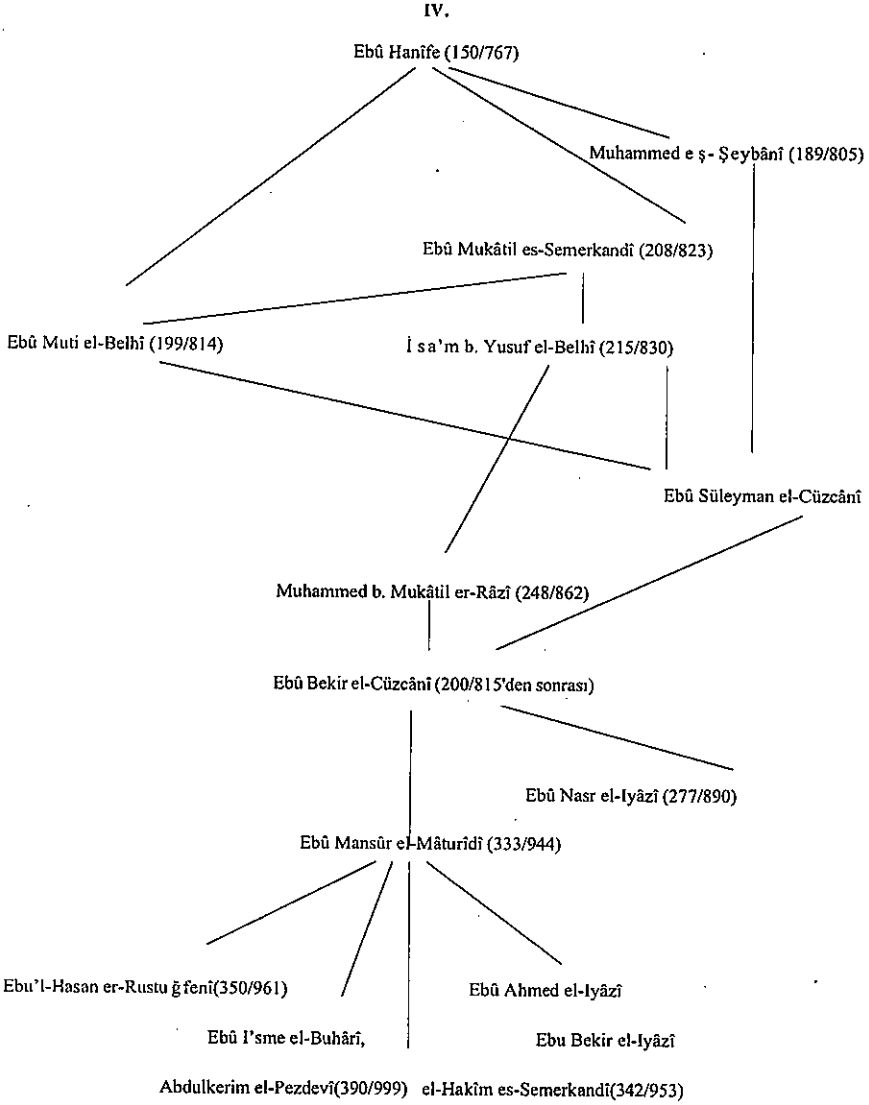 IV.
Ebû Hanîfe (150/767)
Muhammed e ş- Şeybânî (189/805)
Ebû Mukâtil es-Semerkandî (208/823)
Ebû Muti el-Belhî (199/814)
İ sa'm b. Yusuf el-Belhî (215/830)
Ebû Süleyman el-Cüzcânî
Muhammed b. Mukâtil er-Râzî (248/862)
Ebû Bekir el-Cüzcânî (200/815'den sonrası)
Ebû Nasr el-Iyâzî (277/890)
Ebû Mansûr el-Mâturîdî (333/944)
Ebu'l-Hasan er-Rustu ğfenî(350/961)
Ebû Ahmed el-Iyâzî
Ebû I'sme el-Buhârî,
Ebu Bekir el-Iyâzî
Abdulkerim el-Pezdevî(390/999) el-Hakîm es-Semerkandî(342/953)